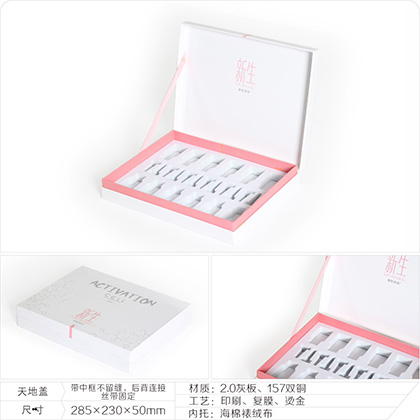 新生
ACTIVATION
CELL
新生
新生
天地盖
带中框不留缝，后背连接
丝带固定
尺寸
285×230×50mm
材质：2.0灰板、157双铜
工艺：印刷、复膜、烫金
内托：海棉裱绒布